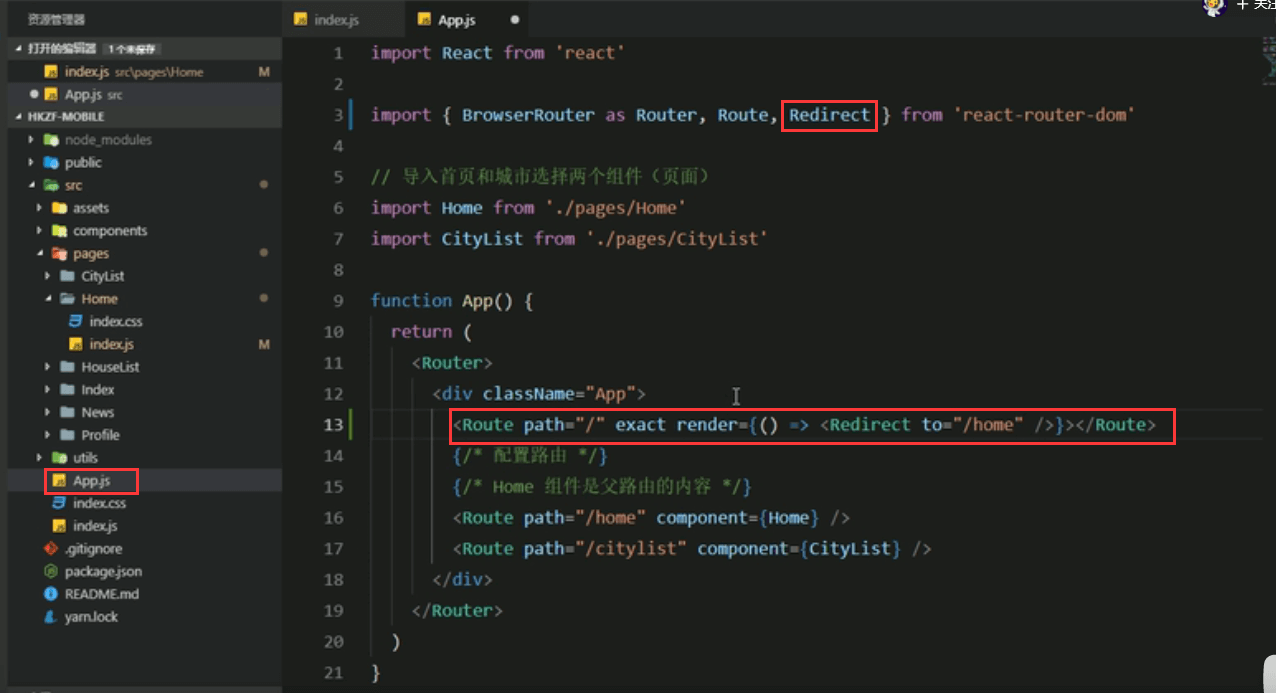 资源管理器
打开的编辑器 1 个未保存
index.js src\pages\Home M
App.js src
HKZF-MOBILE
node_modules
public
src
assets
components
pages
CityList
Home
index.css
index.js M
HouseList
Index
News
Profile
utils
App.js
index.css
index.js
.gitignore
package.json
README.md
yarn.lock
index.js App.js
+ 关注
1 import React from 'react'
2
3 import { BrowserRouter as Router, Route, Redirect } from 'react-router-dom'
4
5 // 导入首页和城市选择两个组件（页面）
6 import Home from './pages/Home'
7 import CityList from './pages/CityList'
8
9 function App() {
10 return (
11 <Router>
12 <div className="App">
13 <Route path="/" exact render={() => <Redirect to="/home" />}></Route>
14 {/* 配置路由 */}
15 {/* Home 组件是父路由的内容 */}
16 <Route path="/home" component={Home} />
17 <Route path="/citylist" component={CityList} />
18 </div>
19 </Router>
20 )
21 }